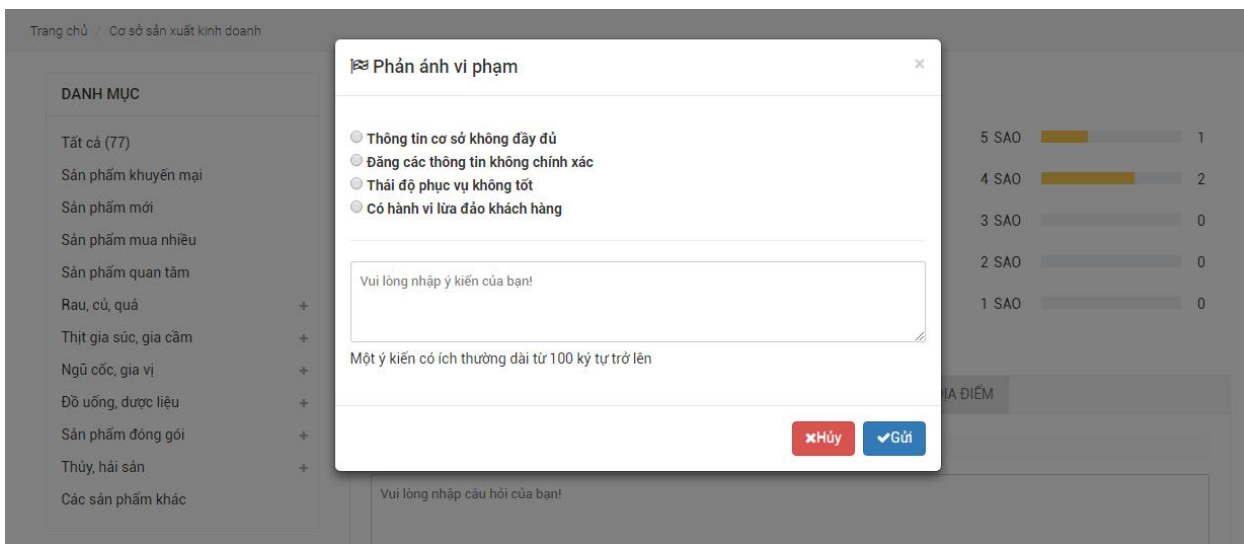 Trang chủ / Cơ sở sản xuất kinh doanh
Phản ánh vi phạm
×
DANH MỤC
Tất cả (77)
Sản phẩm khuyến mại
Sản phẩm mới
Sản phẩm mua nhiều
Sản phẩm quan tâm
Rau, củ, quả +
Thịt gia súc, gia cầm +
Ngũ cốc, gia vị +
Đồ uống, dược liệu +
Sản phẩm đóng gói +
Thủy, hải sản +
Các sản phẩm khác
Thông tin cơ sở không đầy đủ
Đăng các thông tin không chính xác
Thái độ phục vụ không tốt
Có hành vi lừa đảo khách hàng
Vui lòng nhập ý kiến của bạn!
Một ý kiến có ích thường dài từ 100 ký tự trở lên
Hủy
Gửi
5 SAO 1
4 SAO 2
3 SAO 0
2 SAO 0
1 SAO 0
ĐỊA ĐIỂM
Vui lòng nhập câu hỏi của bạn!